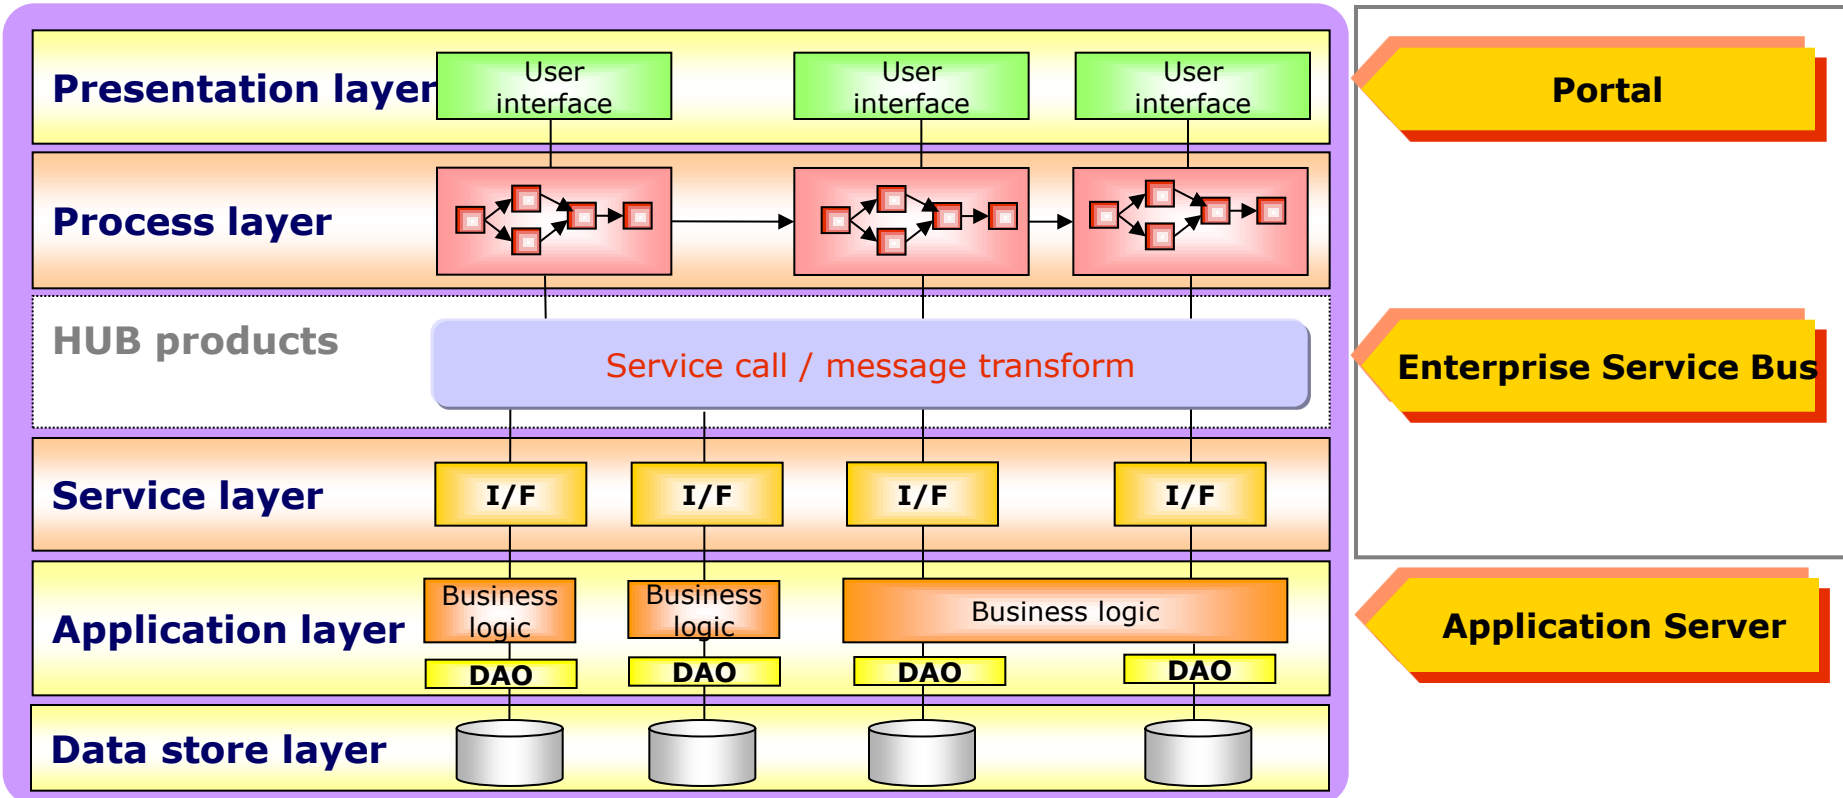 Presentation layer
User
interface
User
interface
User
interface
Portal
Process layer
HUB products
Service call / message transform
Enterprise Service Bus
Service layer
I/F
I/F
I/F
I/F
Application layer
Business
logic
Business
logic
Business logic
Application Server
DAO
DAO
DAO
DAO
Data store layer